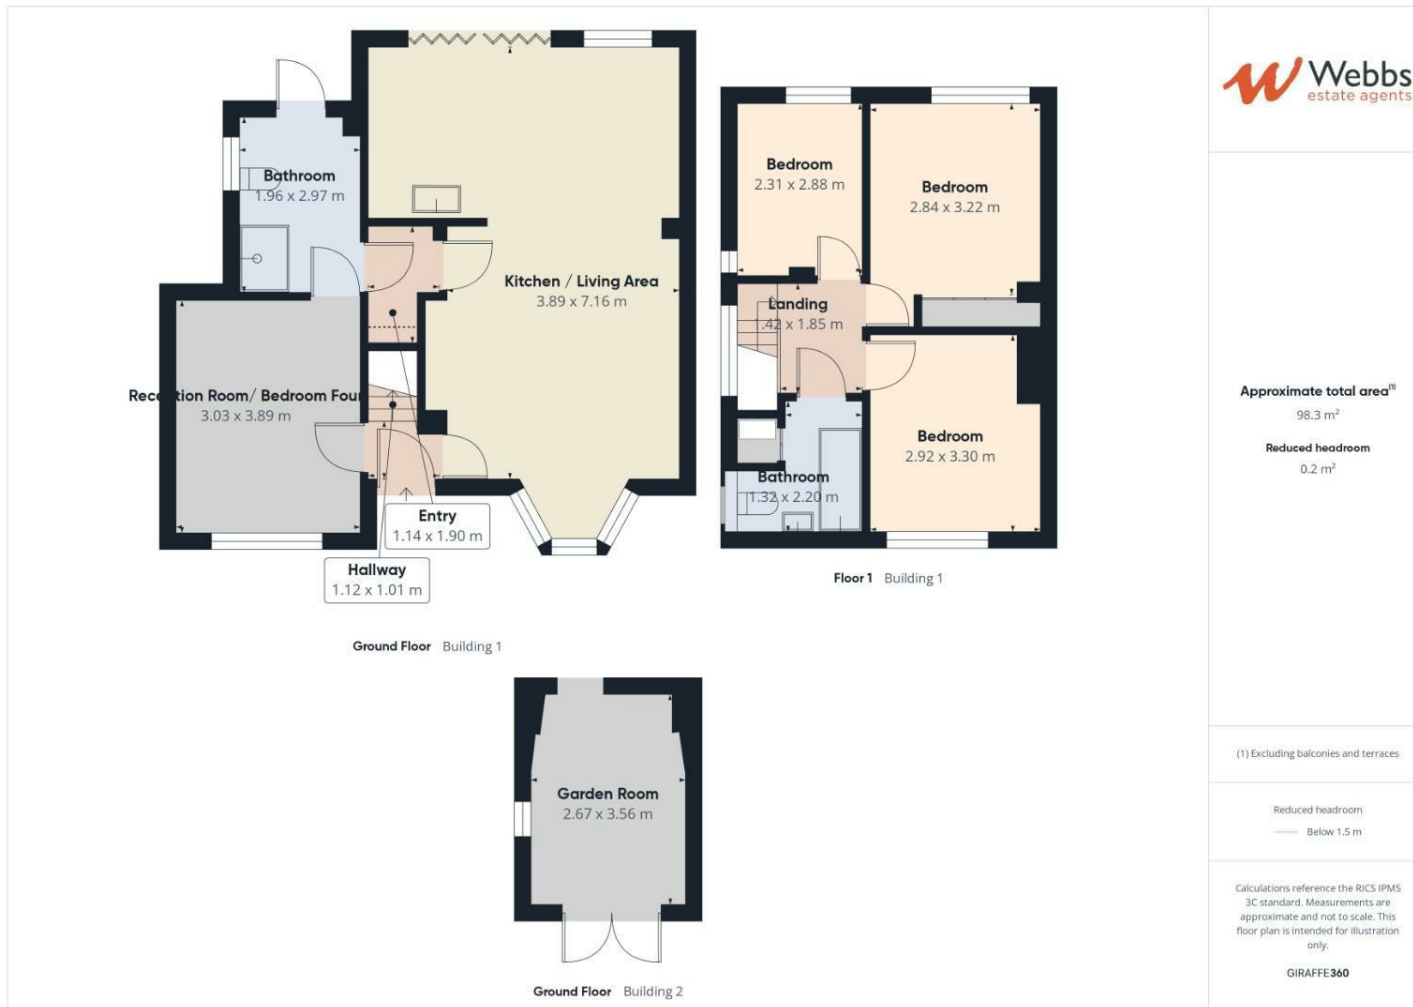 Bathroom
1.96 x 2.97 m
Kitchen / Living Area
3.89 x 7.16 m
Reception Room/ Bedroom Four
3.03 x 3.89 m
Entry
1.14 x 1.90 m
Hallway
1.12 x 1.01 m
Ground Floor Building 1
Bedroom
2.31 x 2.88 m
Bedroom
2.84 x 3.22 m
Landing
1.42 x 1.85 m
Bedroom
2.92 x 3.30 m
Bathroom
1.32 x 2.20 m
Floor 1 Building 1
Garden Room
2.67 x 3.56 m
Ground Floor Building 2
Webbs
estate agents
Approximate total area(1)
98.3 m²
Reduced headroom
0.2 m²
(1) Excluding balconies and terraces
Reduced headroom
Below 1.5 m
Calculations reference the RICS IPMS
3C standard. Measurements are
approximate and not to scale. This
floor plan is intended for illustration
only.
GIRAFFE360